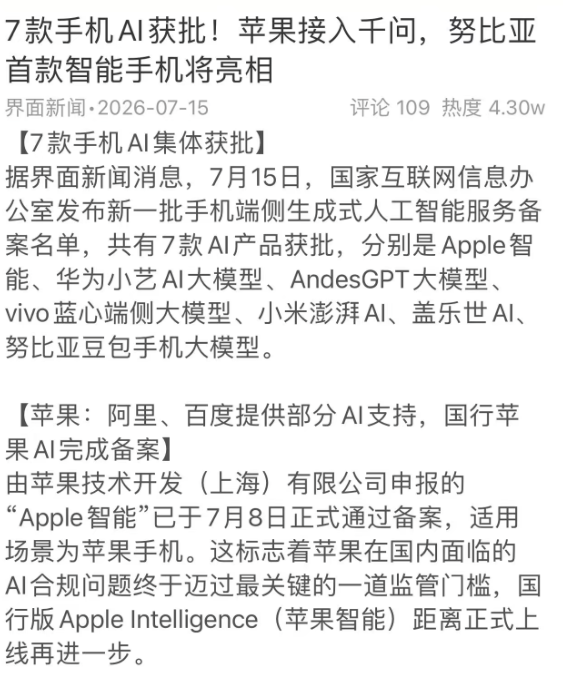 7款手机AI获批！苹果接入千问，努比亚
首款智能手机将亮相
界面新闻·2026-07-15 评论 109 热度 4.30w
【7款手机AI集体获批】
据界面新闻消息，7月15日，国家互联网信息办
公室发布新一批手机端侧生成式人工智能服务备
案名单，共有7款AI产品获批，分别是Apple智
能、华为小艺AI大模型、AndesGPT大模型、
vivo蓝心端侧大模型、小米澎湃AI、盖乐世AI、
努比亚豆包手机大模型。
【苹果：阿里、百度提供部分AI支持，国行苹
果AI完成备案】
由苹果技术开发（上海）有限公司申报的
“Apple智能”已于7月8日正式通过备案，适用
场景为苹果手机。这标志着苹果在国内面临的
AI合规问题终于迈过最关键的一道监管门槛，国
行版Apple Intelligence（苹果智能）距离正式上
线再进一步。